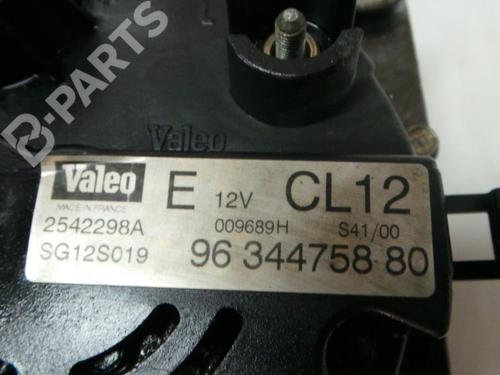 B-PARTS
Valeo
Valeo E 12V CL12
MADE IN FRANCE
2542298A 009689H S41/00
SG12S019 96 344758 80